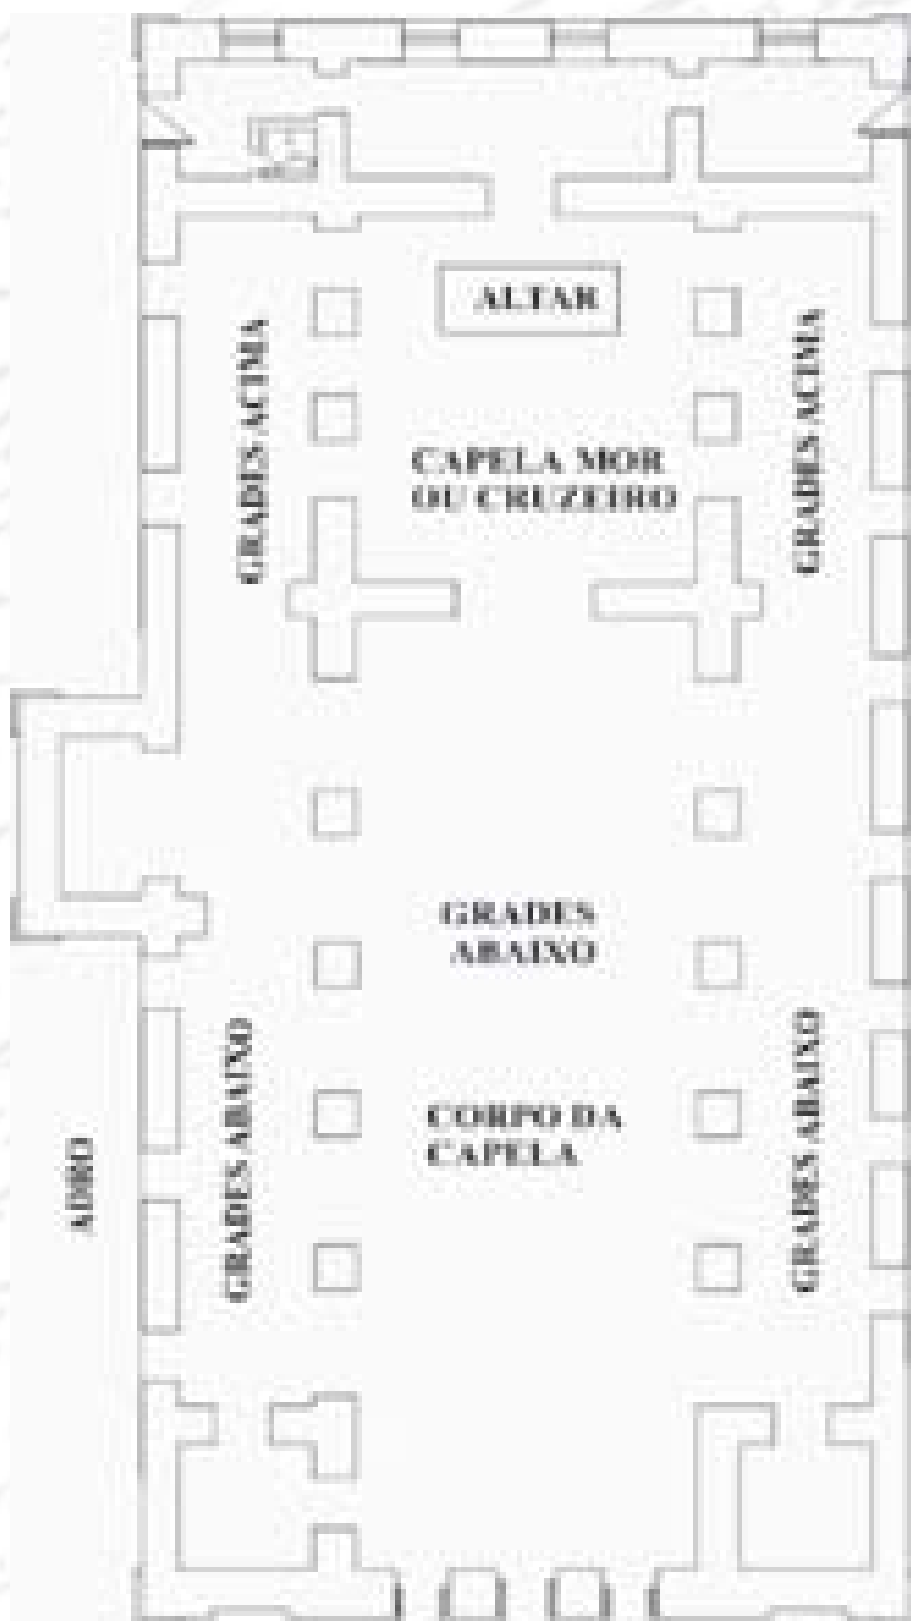 ALTAR
GRADES ACIMA
GRADES ACIMA
CAPELA MOR
OU CRUZEIRO
GRADES
ABAIXO
GRADES ABAIXO
GRADES ABAIXO
CORPO DA
CAPELA
ADRO